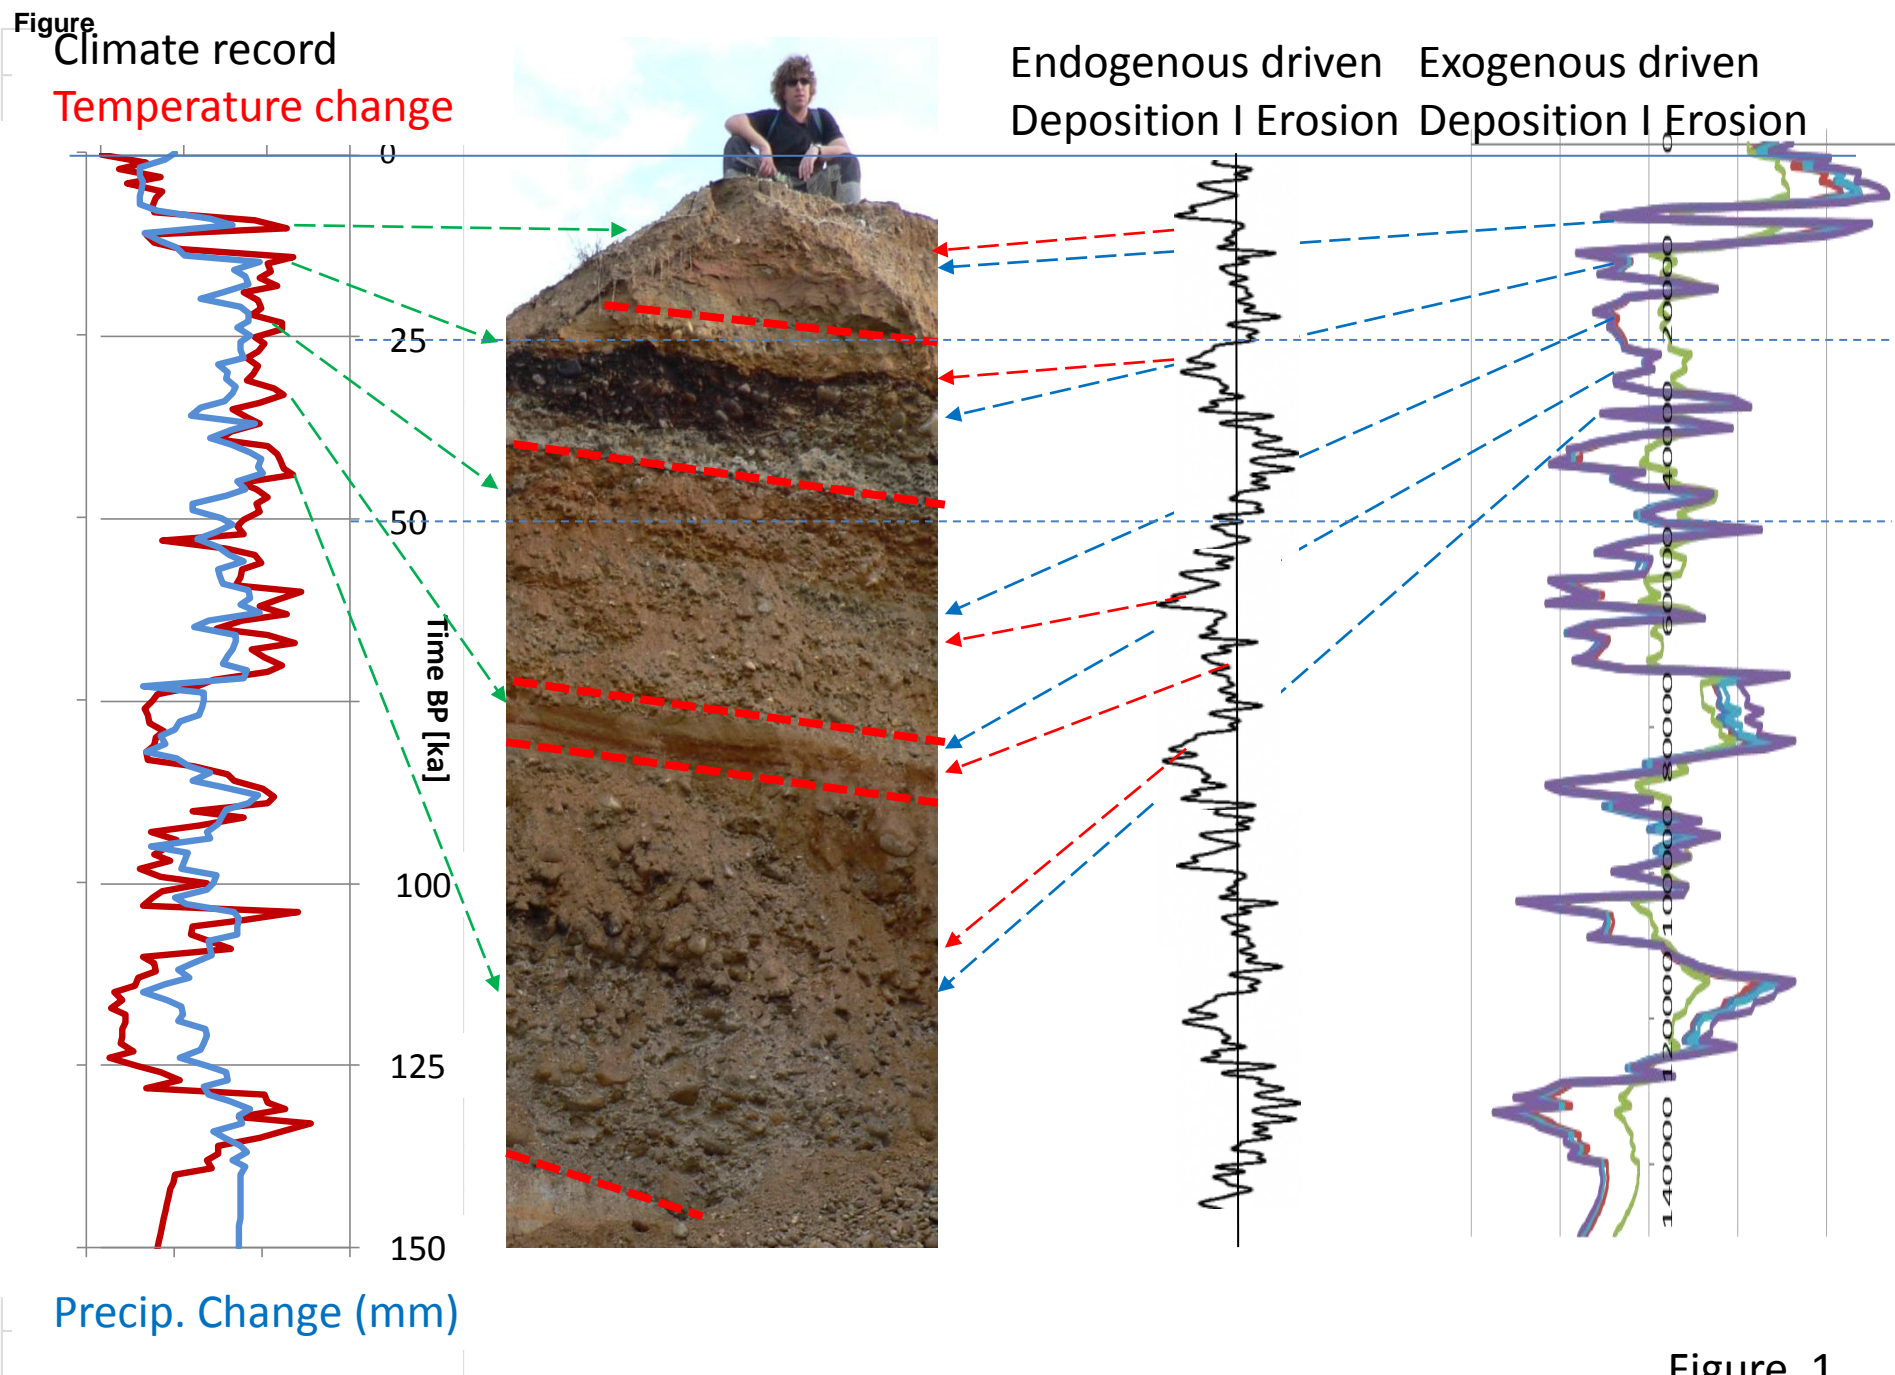 Figure
Climate record
Temperature change
Endogenous driven
Deposition I Erosion
Exogenous driven
Deposition I Erosion
0
25
50
100
125
150
Time BP [ka]
0
20000
40000
60000
80000
100000
120000
140000
Precip. Change (mm)
Figure 1